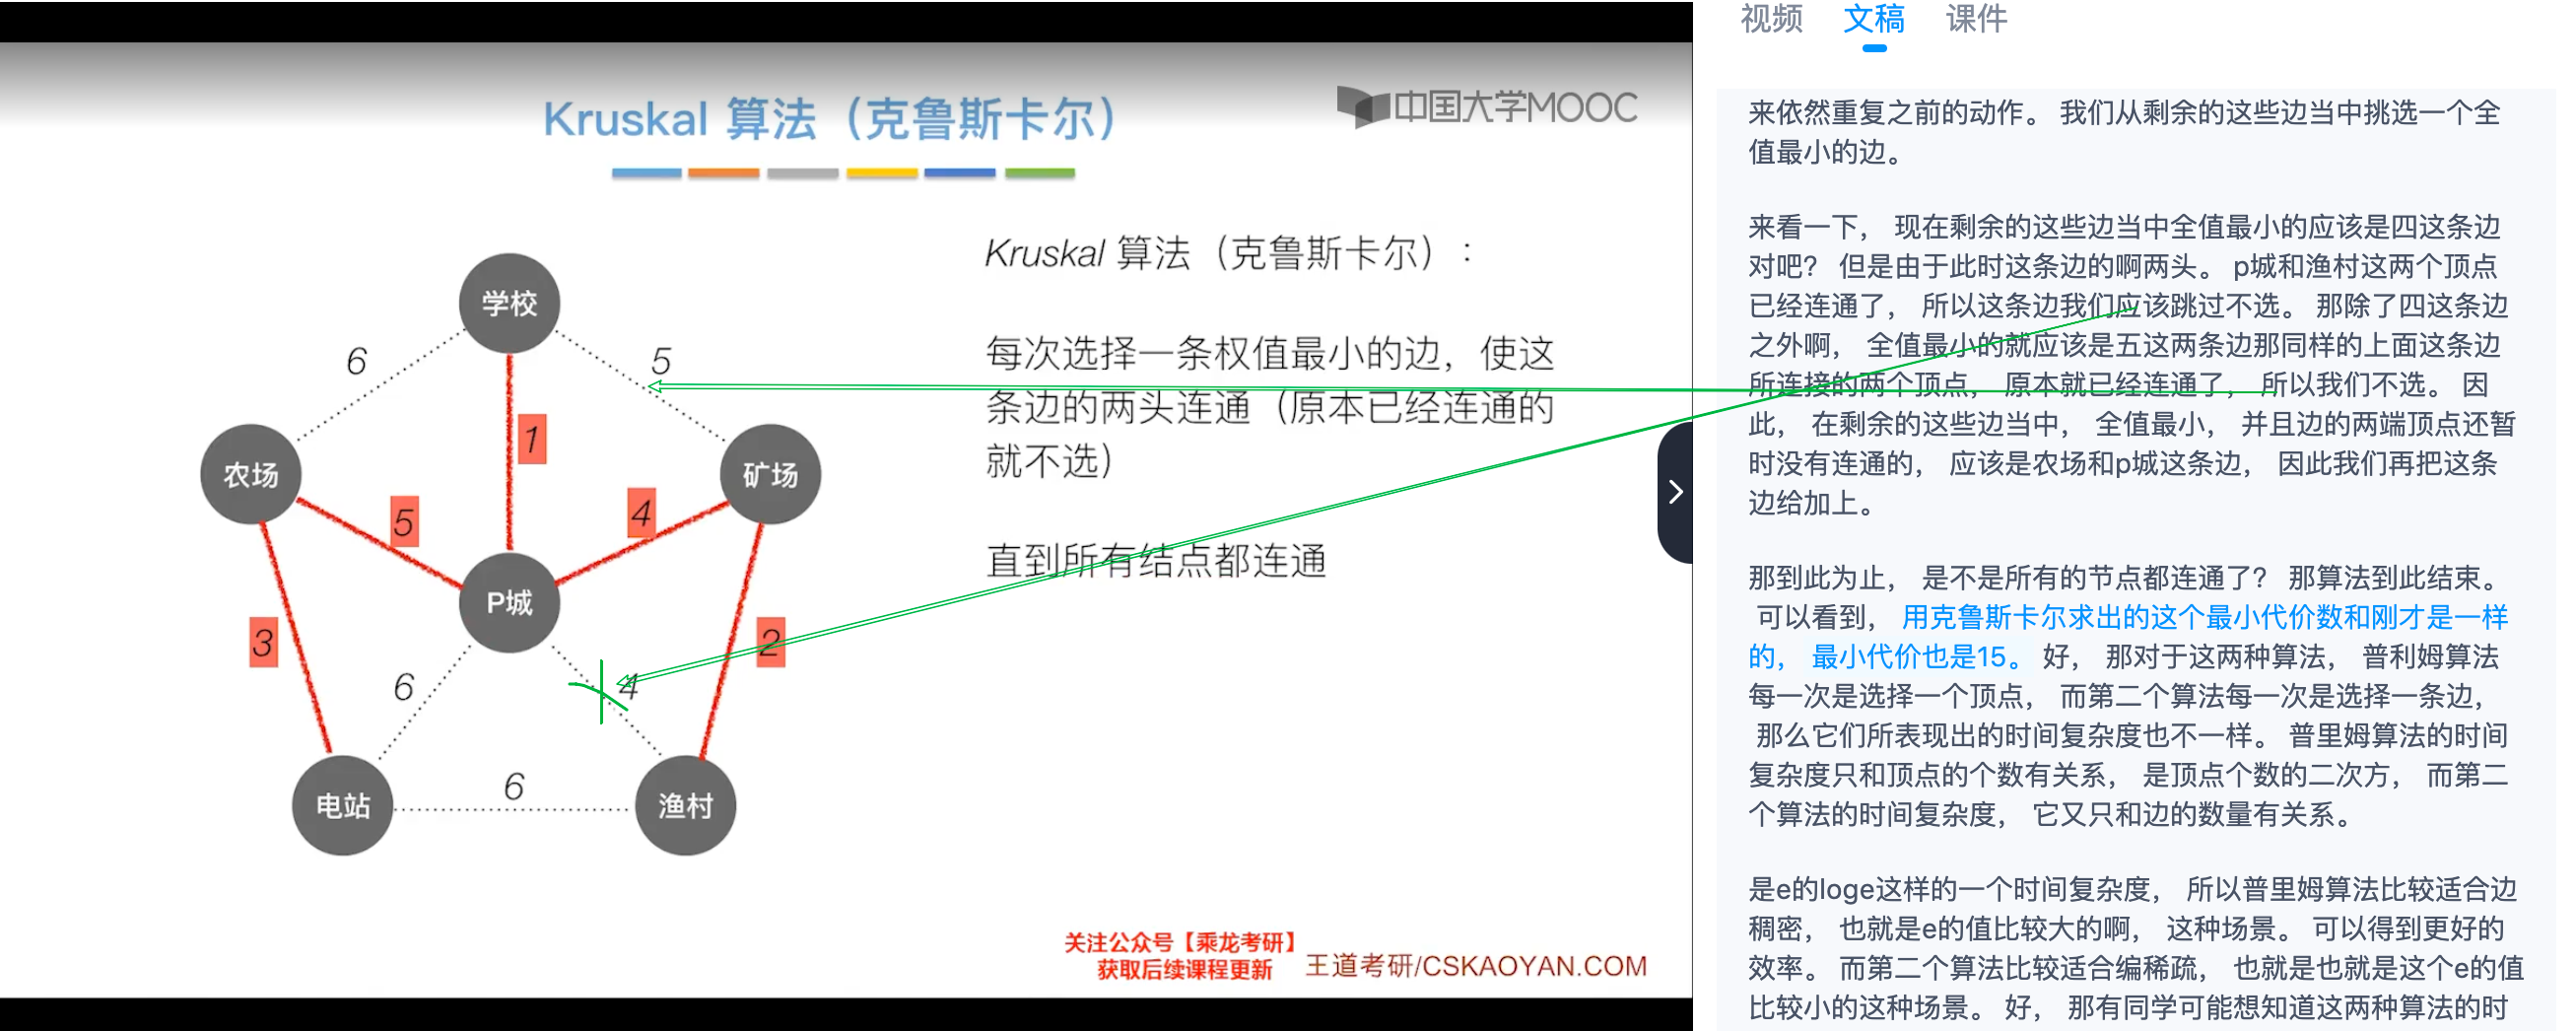 Kruskal 算法（克鲁斯卡尔）
中国大学MOOC
学校
6
5
1
农场
矿场
5
4
P城
3
2
6
4
电站
6
渔村
Kruskal 算法（克鲁斯卡尔）：
每次选择一条权值最小的边，使这
条边的两头连通（原本已经连通的
就不选）
直到所有结点都连通
关注公众号【乘龙考研】
获取后续课程更新
王道考研/CSKAOYAN.COM
视频 文稿 课件
来依然重复之前的动作。 我们从剩余的这些边当中挑选一个全
值最小的边。
来看一下， 现在剩余的这些边当中全值最小的应该是四这条边
对吧？ 但是由于此时这条边的啊两头。 p城和渔村这两个顶点
已经连通了， 所以这条边我们应该跳过不选。 那除了四这条边
之外啊， 全值最小的就应该是五这两条边那同样的上面这条边
所连接的两个顶点， 原本就已经连通了， 所以我们不选。 因
此， 在剩余的这些边当中， 全值最小， 并且边的两端顶点还暂
时没有连通的， 应该是农场和p城这条边， 因此我们再把这条
边给加上。
那到此为止， 是不是所有的节点都连通了？ 那算法到此结束。
可以看到， 用克鲁斯卡尔求出的这个最小代价数和刚才是一样
的， 最小代价也是15。 好， 那对于这两种算法， 普利姆算法
每一次是选择一个顶点， 而第二个算法每一次是选择一条边，
那么它们所表现出的时间复杂度也不一样。 普里姆算法的时间
复杂度只和顶点的个数有关系， 是顶点个数的二次方， 而第二
个算法的时间复杂度， 它又只和边的数量有关系。
是e的loge这样的一个时间复杂度， 所以普里姆算法比较适合边
稠密， 也就是e的值比较大的啊， 这种场景。 可以得到更好的
效率。 而第二个算法比较适合编稀疏， 也就是也就是这个e的值
比较小的这种场景。 好， 那有同学可能想知道这两种算法的时